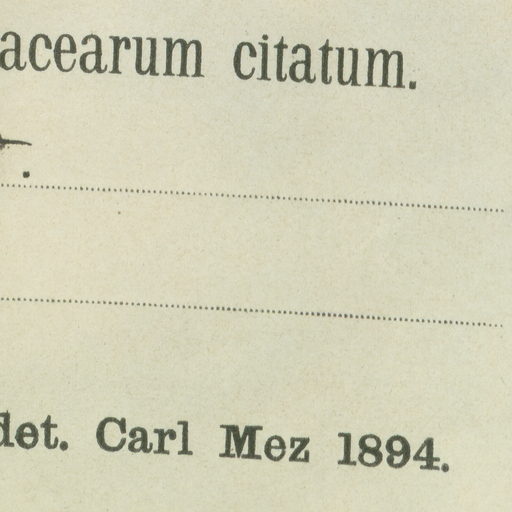 acearum citatum.
det. Carl Mez 1894.